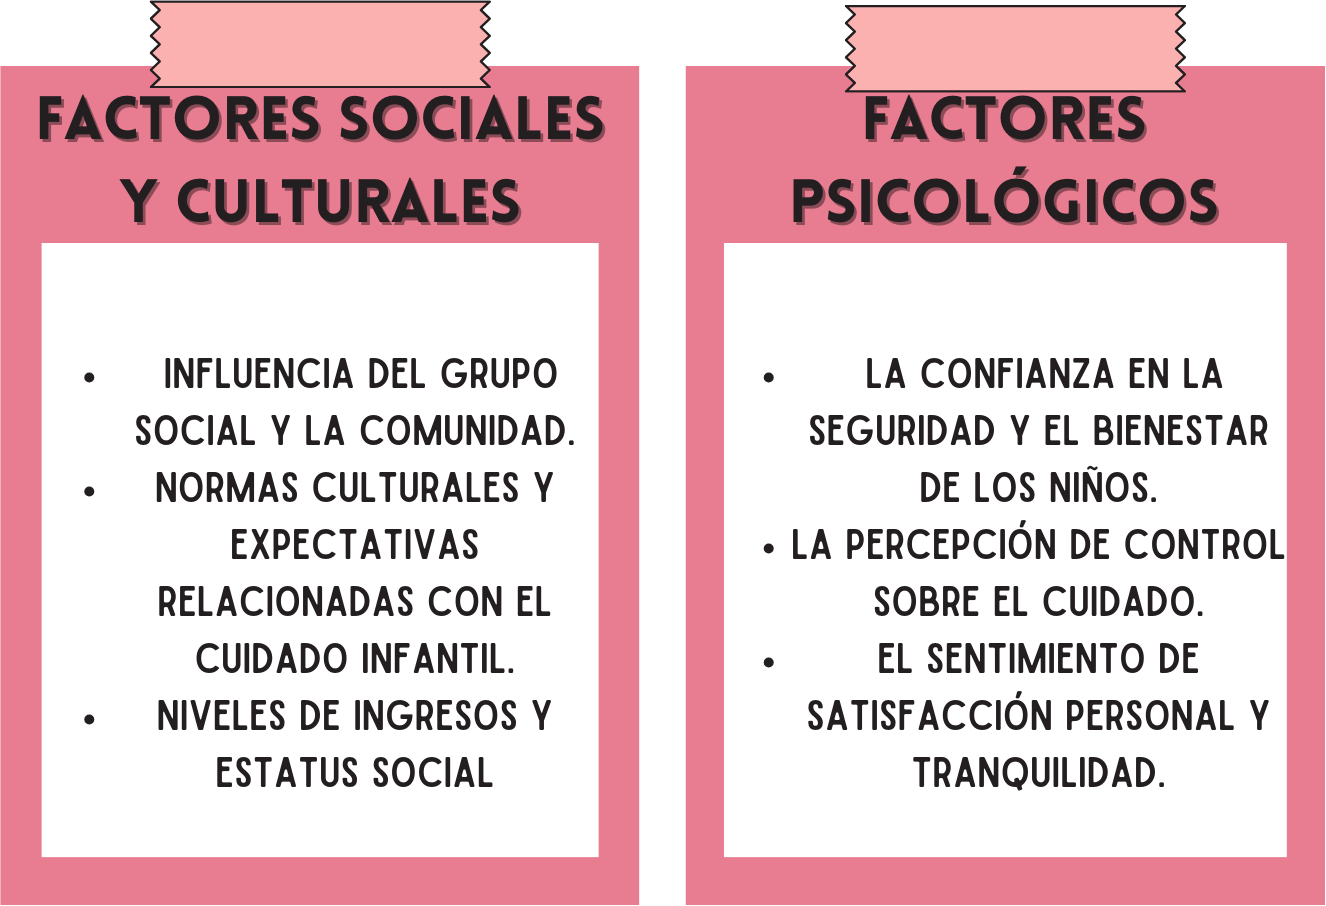 FACTORES SOCIALES
Y CULTURALES
• INFLUENCIA DEL GRUPO
SOCIAL Y LA COMUNIDAD.
• NORMAS CULTURALES Y
EXPECTATIVAS
RELACIONADAS CON EL
CUIDADO INFANTIL.
• NIVELES DE INGRESOS Y
ESTATUS SOCIAL
FACTORES
PSICOLÓGICOS
• LA CONFIANZA EN LA
SEGURIDAD Y EL BIENESTAR
DE LOS NIÑOS.
• LA PERCEPCIÓN DE CONTROL
SOBRE EL CUIDADO.
• EL SENTIMIENTO DE
SATISFACCIÓN PERSONAL Y
TRANQUILIDAD.